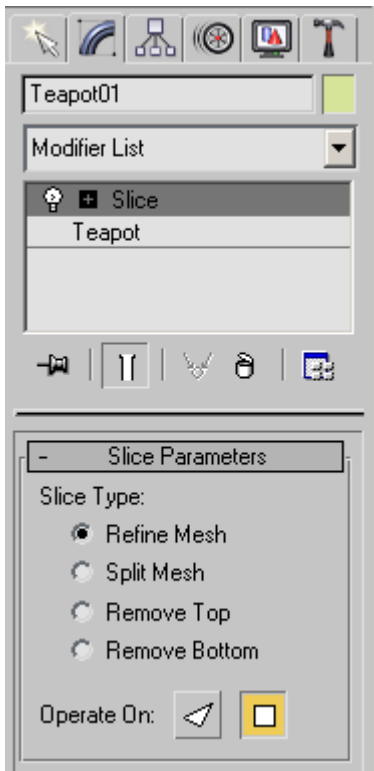 Teapot01
Modifier List
Slice
Teapot
- Slice Parameters
Slice Type:
Refine Mesh
Split Mesh
Remove Top
Remove Bottom
Operate On: